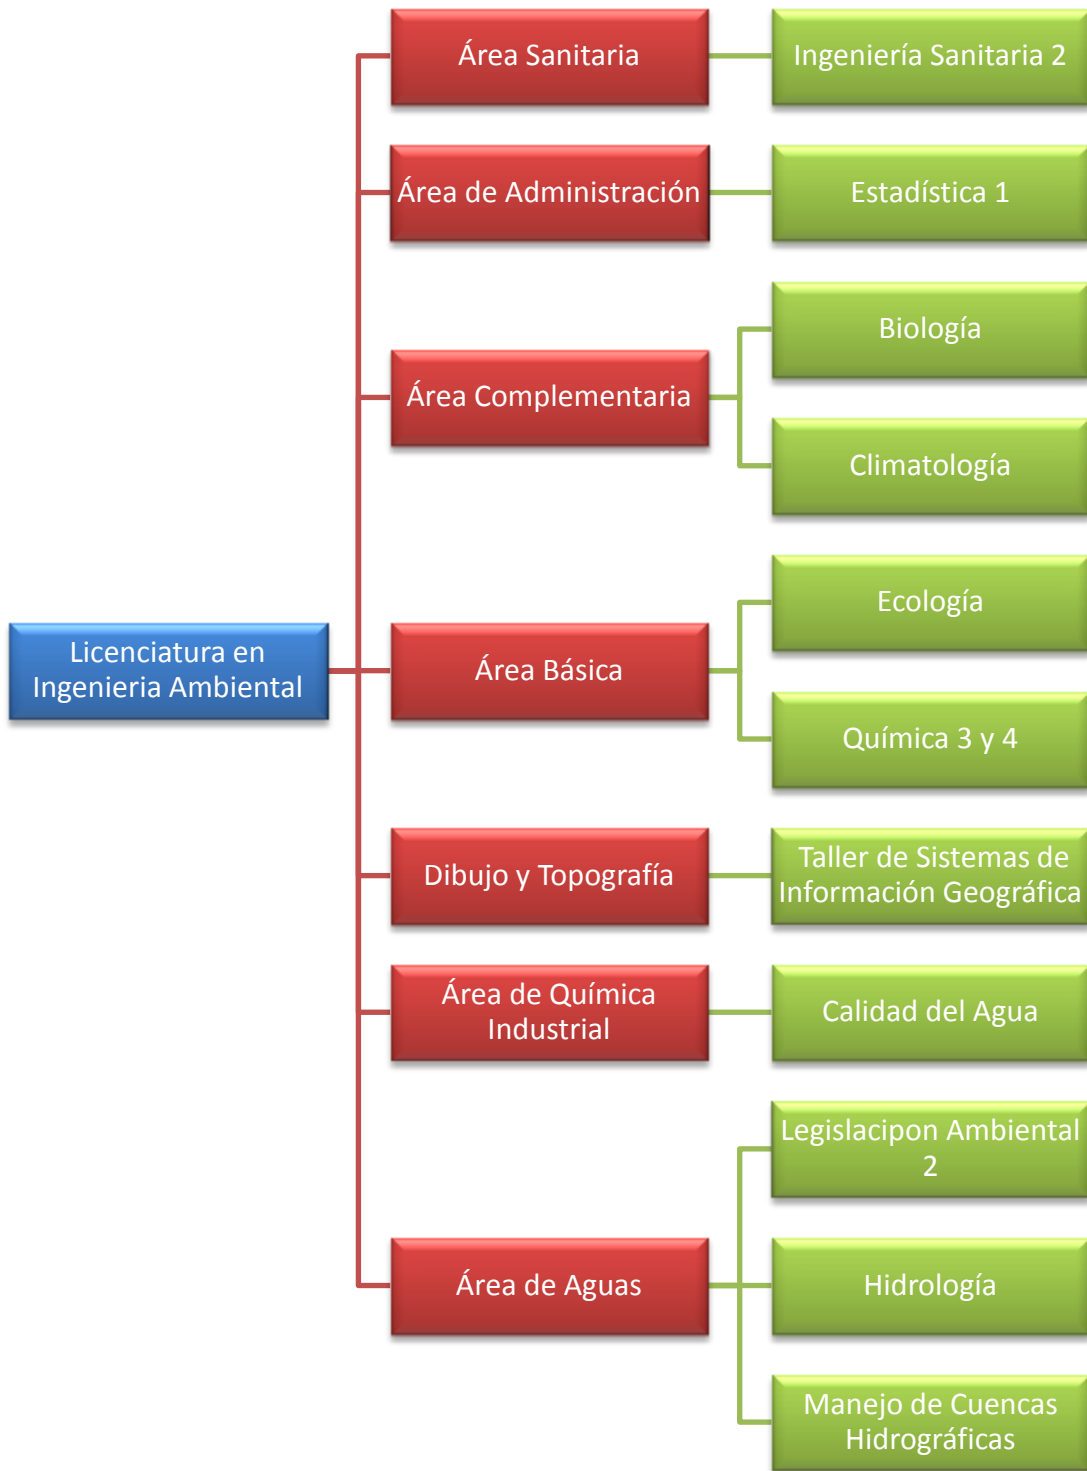 Área Sanitaria
Ingeniería Sanitaria 2
Área de Administración
Estadística 1
Biología
Área Complementaria
Climatología
Ecología
Licenciatura en
Ingenieria Ambiental
Área Básica
Química 3 y 4
Dibujo y Topografía
Taller de Sistemas de
Información Geográfica
Área de Química
Industrial
Calidad del Agua
Legislacipon Ambiental
2
Área de Aguas
Hidrología
Manejo de Cuencas
Hidrográficas